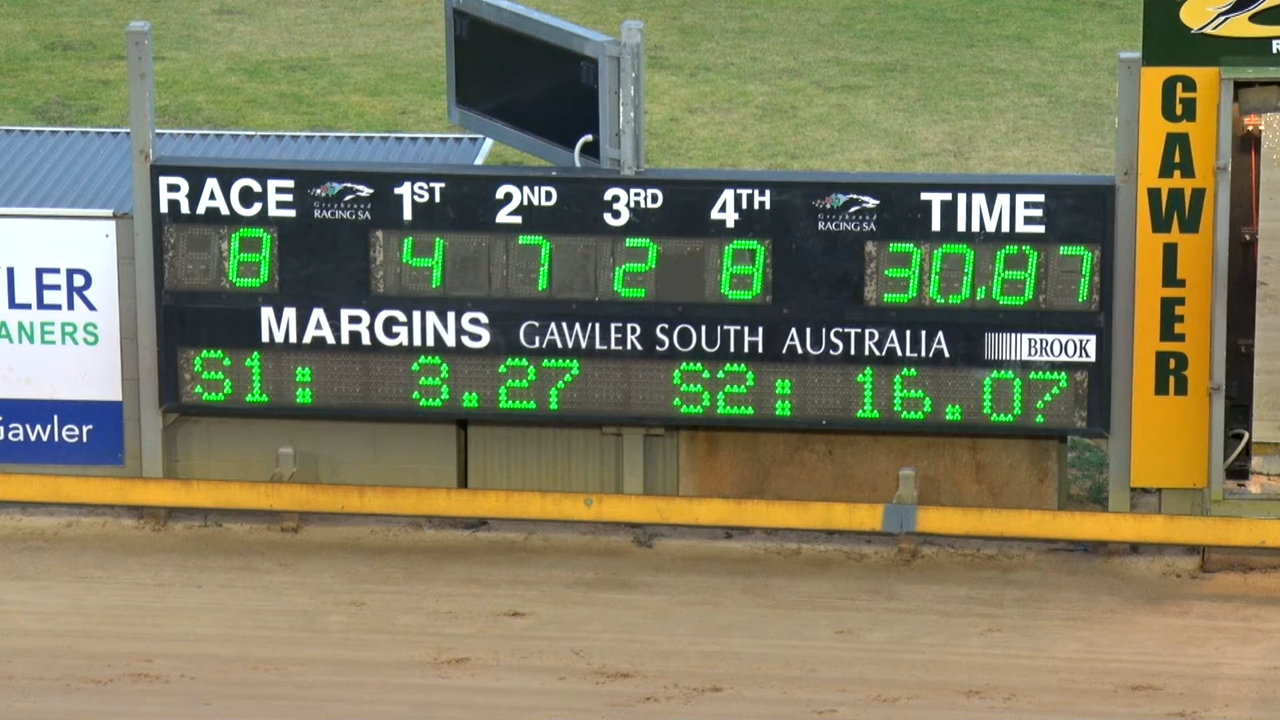 RACE Greyhound RACING SA 1ST 2ND 3RD 4TH Greyhound RACING SA TIME
8 4 7 2 8 30.87
MARGINS GAWLER SOUTH AUSTRALIA BROOK
S1: 3.27 S2: 16.07
LER
ANERS
Gawler
R
GAWLER